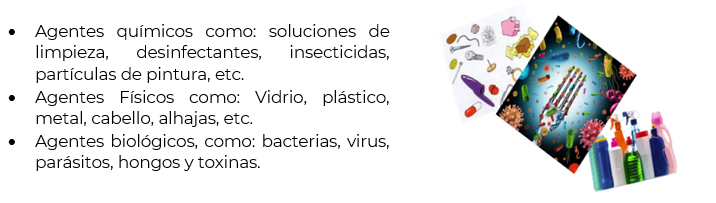 • Agentes químicos como: soluciones de
limpieza, desinfectantes, insecticidas,
partículas de pintura, etc.
• Agentes Físicos como: Vidrio, plástico,
metal, cabello, alhajas, etc.
• Agentes biológicos, como: bacterias, virus,
parásitos, hongos y toxinas.